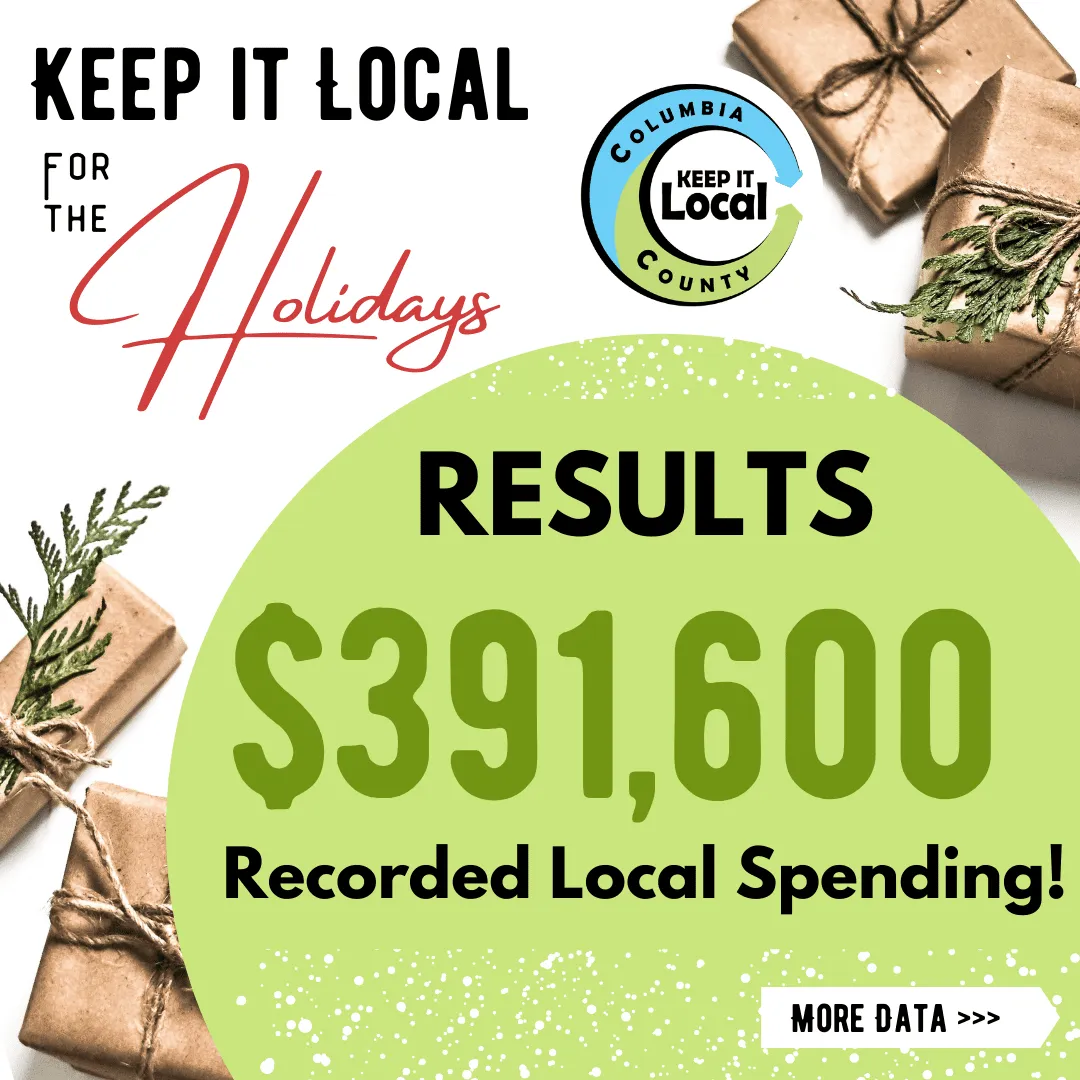 KEEP IT LOCAL
FOR
THE
Holidays
COLUMBIA
KEEP IT
Local
COUNTY
RESULTS
$391,600
Recorded Local Spending!
MORE DATA >>>